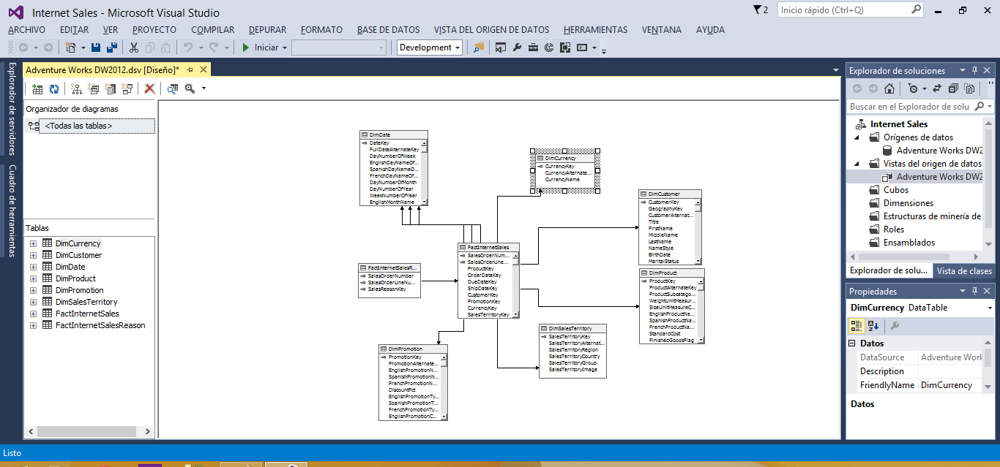 Internet Sales - Microsoft Visual Studio
2
Inicio rápido (Ctrl+Q)
ARCHIVO EDITAR VER PROYECTO COMPILAR DEPURAR FORMATO BASE DE DATOS VISTA DEL ORIGEN DE DATOS HERRAMIENTAS VENTANA AYUDA
Iniciar
Development
Explorador de servidores
Cuadro de herramientas
Adventure Works DW2012.dsv [Diseño]*
Organizador de diagramas
<Todas las tablas>
Tablas
DimCurrency
DimCustomer
DimDate
DimProduct
DimPromotion
DimSalesTerritory
FactInternetSales
FactInternetSalesReason
DimDate
DateKey
FullDateAlternateKey
DayNumberOfWeek
EnglishDayNameOf...
SpanishDayNameO...
FrenchDayNameOf...
DayNumberOfMonth
DayNumberOfYear
WeekNumberOfYear
EnglishMonthName
DimCurrency
CurrencyKey
CurrencyAlternate...
CurrencyName
DimCustomer
CustomerKey
GeographyKey
CustomerAlternat...
Title
FirstName
MiddleName
LastName
NameStyle
BirthDate
MaritalStatus
FactInternetSales
SalesOrderNum...
SalesOrderLine...
ProductKey
OrderDateKey
DueDateKey
ShipDateKey
CustomerKey
PromotionKey
CurrencyKey
SalesTerritoryKey
FactInternetSalesR...
SalesOrderNumber
SalesOrderLineNu...
SalesReasonKey
DimProduct
ProductKey
ProductAlternateKey
ProductSubcatego...
WeightUnitMeasur...
SizeUnitMeasureC...
EnglishProductNa...
SpanishProductNa...
FrenchProductNa...
StandardCost
FinishedGoodsFlag
DimSalesTerritory
SalesTerritoryKey
SalesTerritoryAlternat...
SalesTerritoryRegion
SalesTerritoryCountry
SalesTerritoryGroup
SalesTerritoryImage
DimPromotion
PromotionKey
PromotionAlternate...
EnglishPromotionN...
SpanishPromotionN...
FrenchPromotionN...
DiscountPct
EnglishPromotionTy...
SpanishPromotionT...
FrenchPromotionTy...
EnglishPromotionC...
Explorador de soluciones
Buscar en el Explorador de solu
Internet Sales
Orígenes de datos
Adventure Works DW2
Vistas del origen de datos
Adventure Works DW2
Cubos
Dimensiones
Estructuras de minería de
Roles
Ensamblados
Explorador de solu... Vista de clases
Propiedades
DimCurrency DataTable
Datos
DataSource Adventure Work
Description
FriendlyName DimCurrency
Datos
Listo